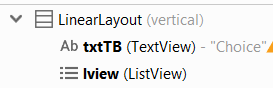 LinearLayout (vertical)
Ab txtTB (TextView) - "Choice"
lview (ListView)